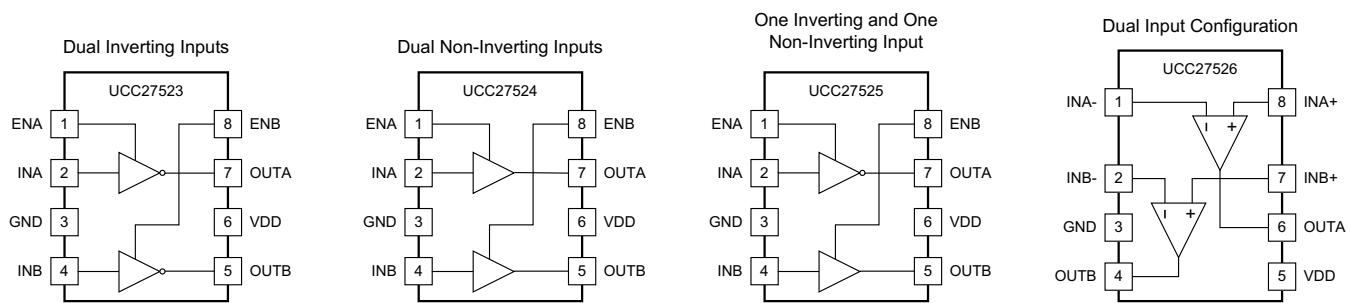 Dual Inverting Inputs
UCC27523
ENA 1 8 ENB
INA 2 7 OUTA
GND 3 6 VDD
INB 4 5 OUTB
Dual Non-Inverting Inputs
UCC27524
ENA 1 8 ENB
INA 2 7 OUTA
GND 3 6 VDD
INB 4 5 OUTB
One Inverting and One
Non-Inverting Input
UCC27525
ENA 1 8 ENB
INA 2 7 OUTA
GND 3 6 VDD
INB 4 5 OUTB
Dual Input Configuration
UCC27526
INA- 1 8 INA+
- +
INB- 2 7 INB+
- +
GND 3 6 OUTA
OUTB 4 5 VDD